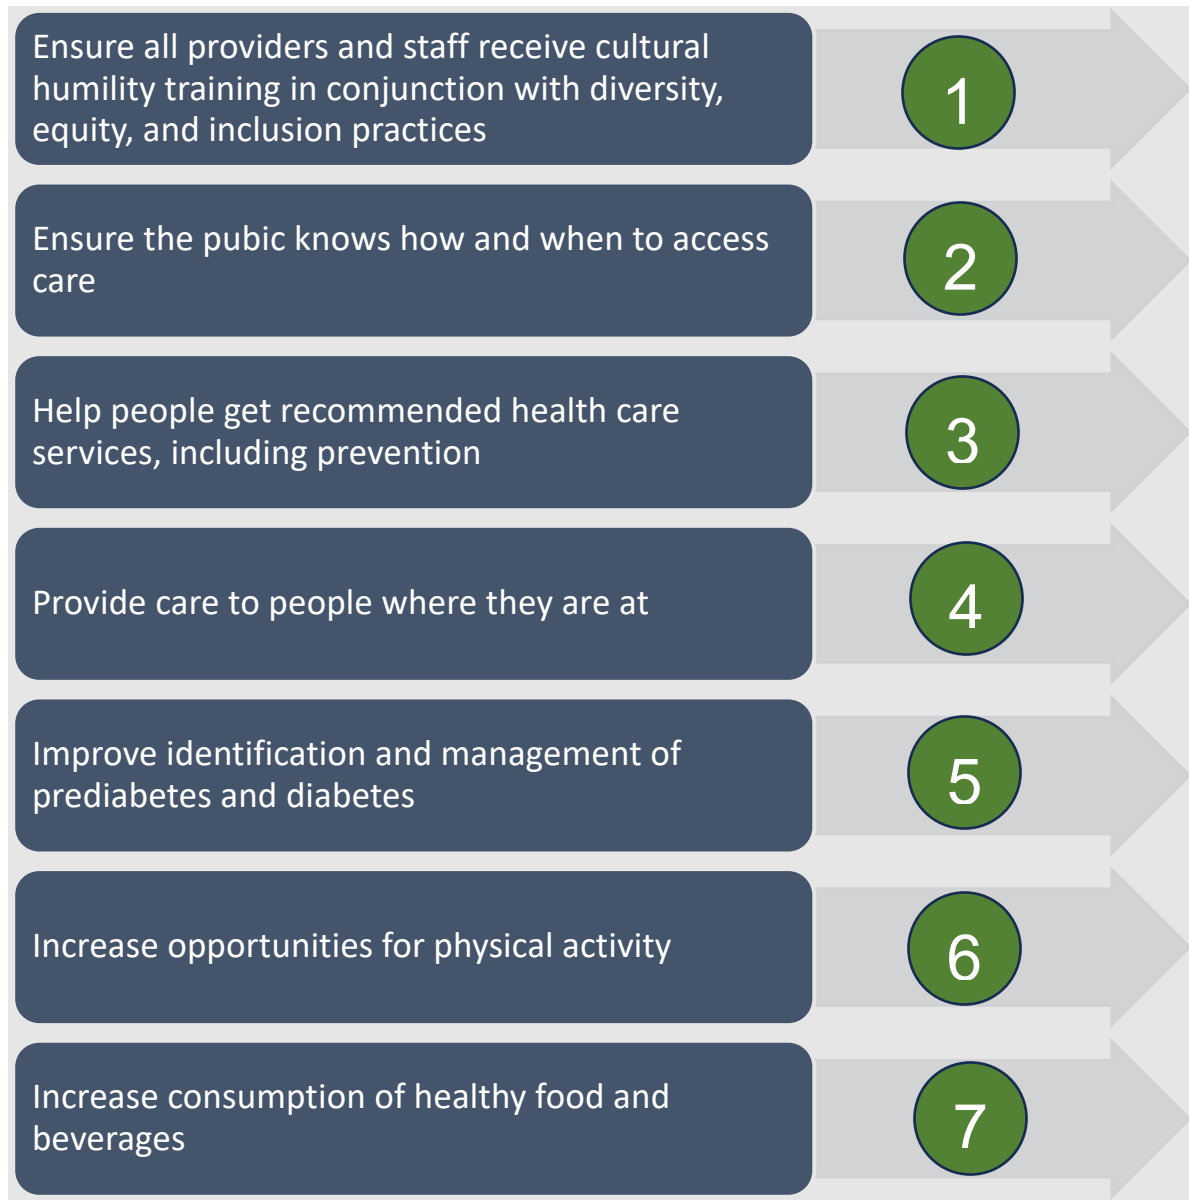 Ensure all providers and staff receive cultural
humility training in conjunction with diversity,
equity, and inclusion practices
1
Ensure the pubic knows how and when to access
care
2
Help people get recommended health care
services, including prevention
3
Provide care to people where they are at
4
Improve identification and management of
prediabetes and diabetes
5
Increase opportunities for physical activity
6
Increase consumption of healthy food and
beverages
7